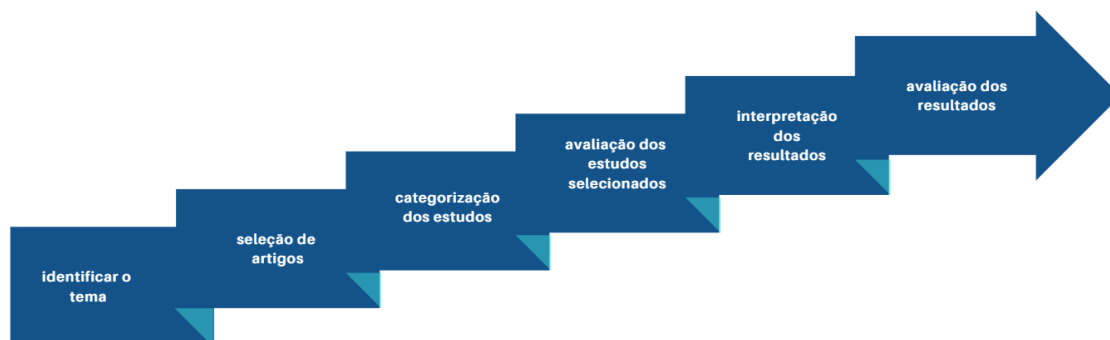 identificar o
tema
seleção de
artigos
categorização
dos estudos
avaliação dos
estudos
selecionados
interpretação
dos
resultados
avaliação dos
resultados